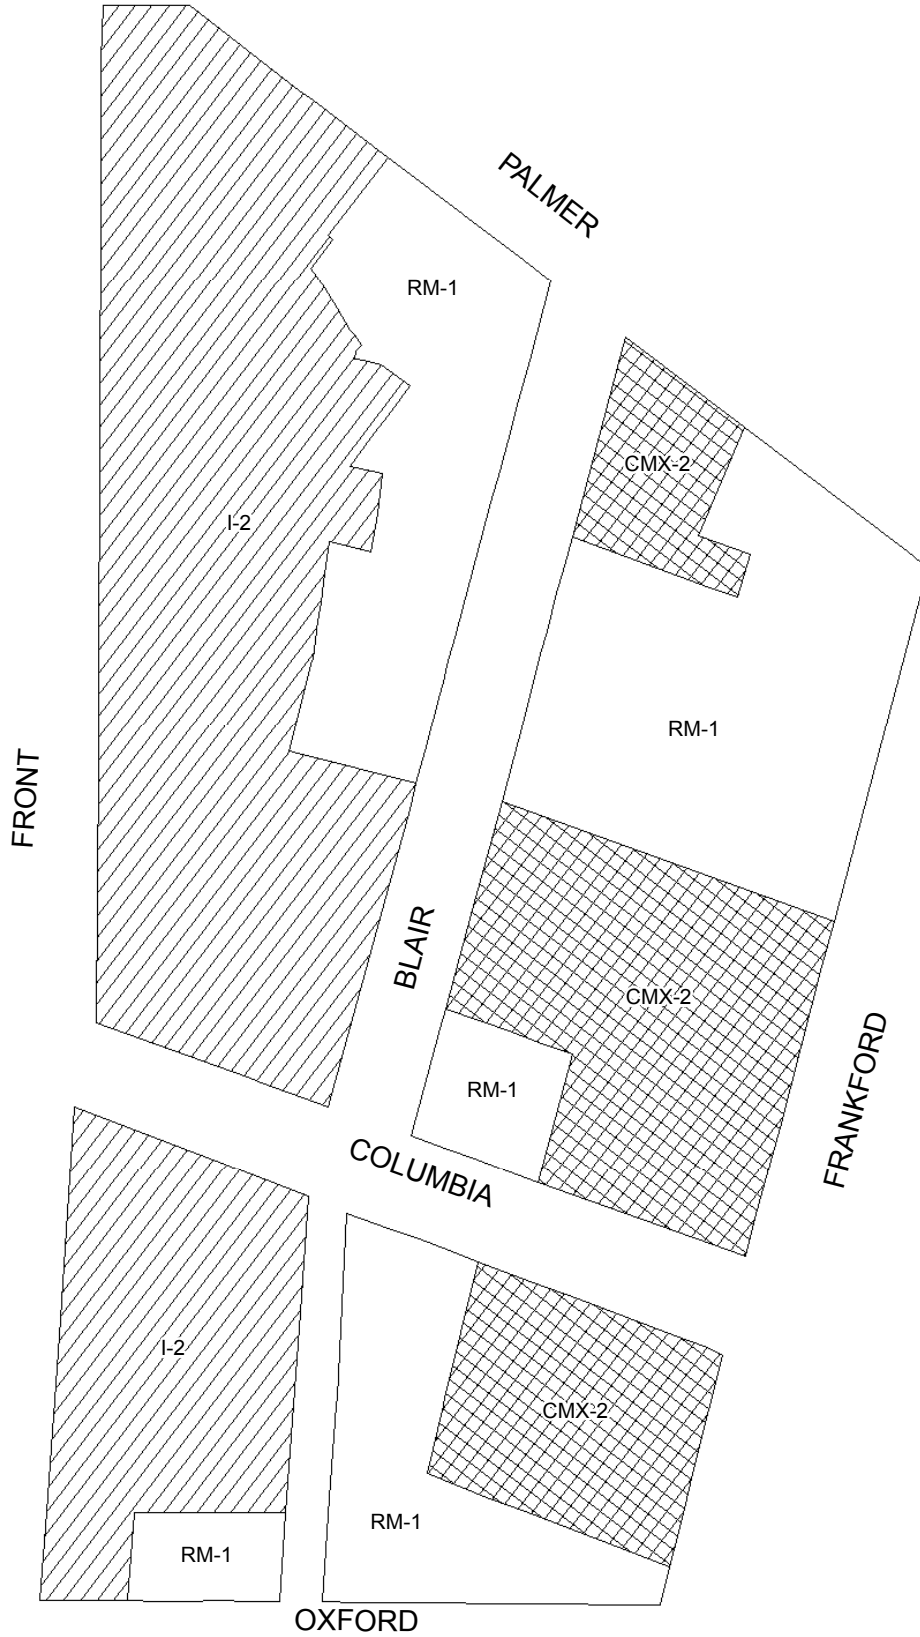 PALMER
RM-1
CMX-2
I-2
RM-1
FRONT
BLAIR
CMX-2
FRANKFORD
RM-1
COLUMBIA
I-2
CMX-2
RM-1
RM-1
OXFORD